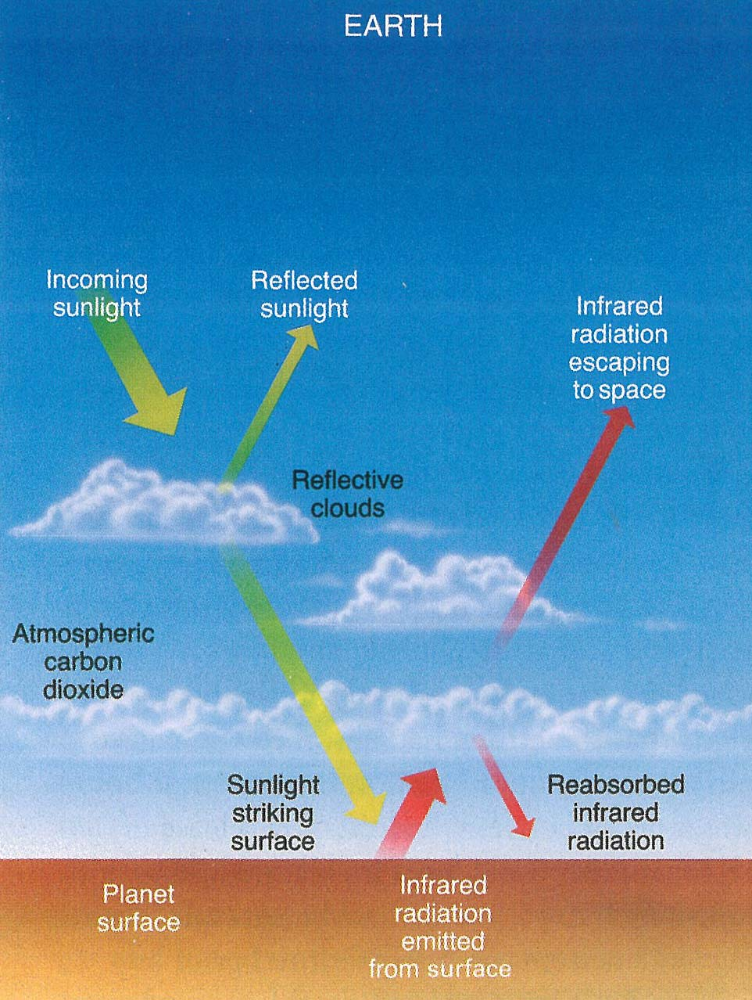 EARTH
Incoming
sunlight
Reflected
sunlight
Infrared
radiation
escaping
to space
Reflective
clouds
Atmospheric
carbon
dioxide
Sunlight
striking
surface
Reabsorbed
infrared
radiation
Planet
surface
Infrared
radiation
emitted
from surface